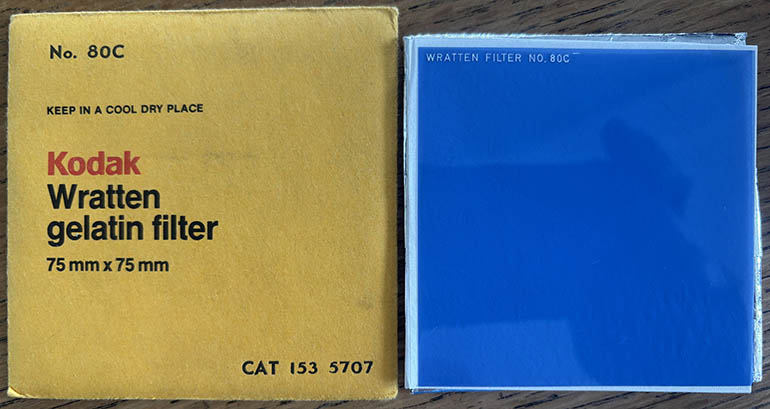 No. 80C
KEEP IN A COOL DRY PLACE
Kodak
Wratten
gelatin filter
75 mm x 75 mm
CAT 153 5707
WRATTEN FILTER NO. 80C